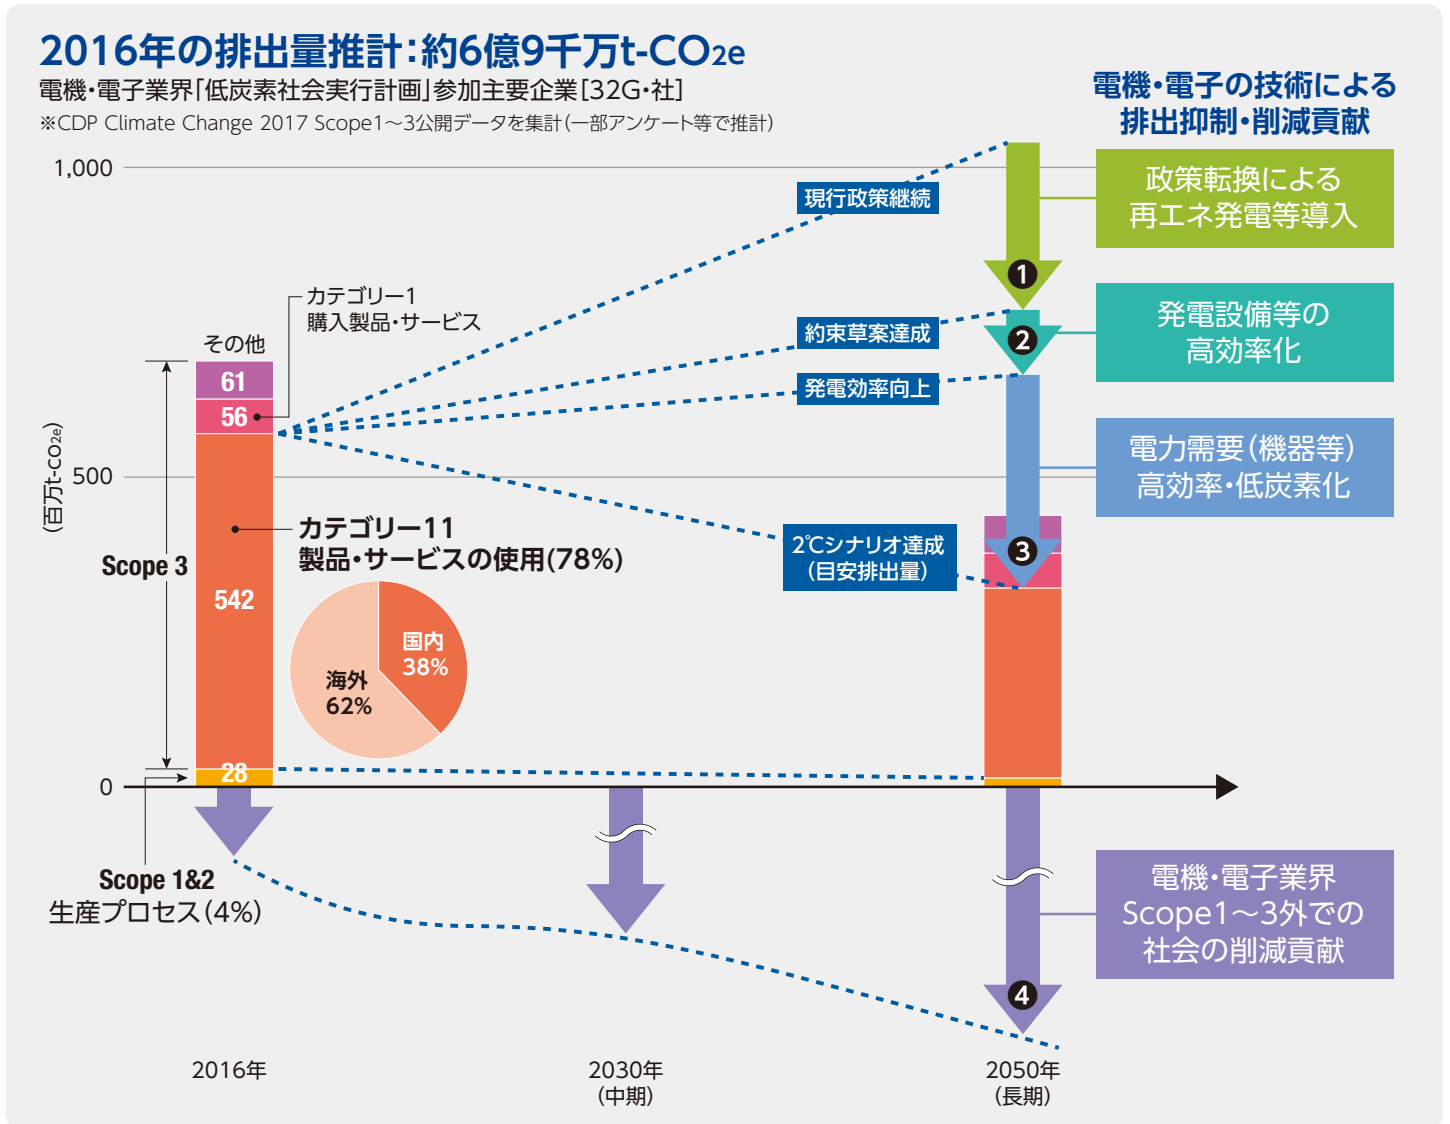 2016年の排出量推計：約6億9千万t-CO2e
電機・電子業界「低炭素社会実行計画」参加主要企業[32G・社]
※CDP Climate Change 2017 Scope1～3公開データを集計（一部アンケート等で推計）
電機・電子の技術による
排出抑制・削減貢献
1,000
500
0
(百万t-co2e)
現行政策継続
約束草案達成
発電効率向上
2℃シナリオ達成
（目安排出量）
政策転換による
再エネ発電等導入
1
発電設備等の
高効率化
2
電力需要（機器等）
高効率・低炭素化
3
カテゴリー1
購入製品・サービス
その他
61
56
カテゴリー11
製品・サービスの使用(78%)
Scope 3
542
国内
38%
海外
62%
28
Scope 1&2
生産プロセス(4%)
電機・電子業界
Scope1～3外での
社会の削減貢献
4
2016年
2030年
(中期)
2050年
(長期)